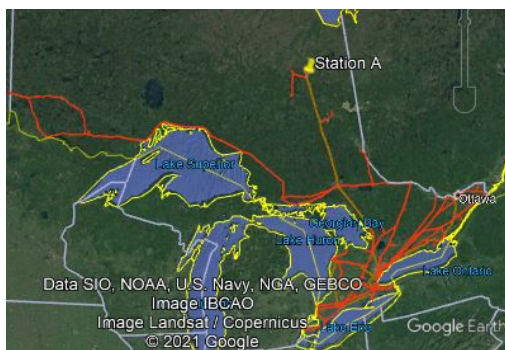 Station A
Lake Superior
Ottawa
Georgian Bay
Lake Huron
Lake Ontario
Data SIO, NOAA, U.S. Navy, NGA, GEBCO
Image IBCAO
Image Landsat / Copernicus
© 2021 Google
Lake Erie
Google Earth